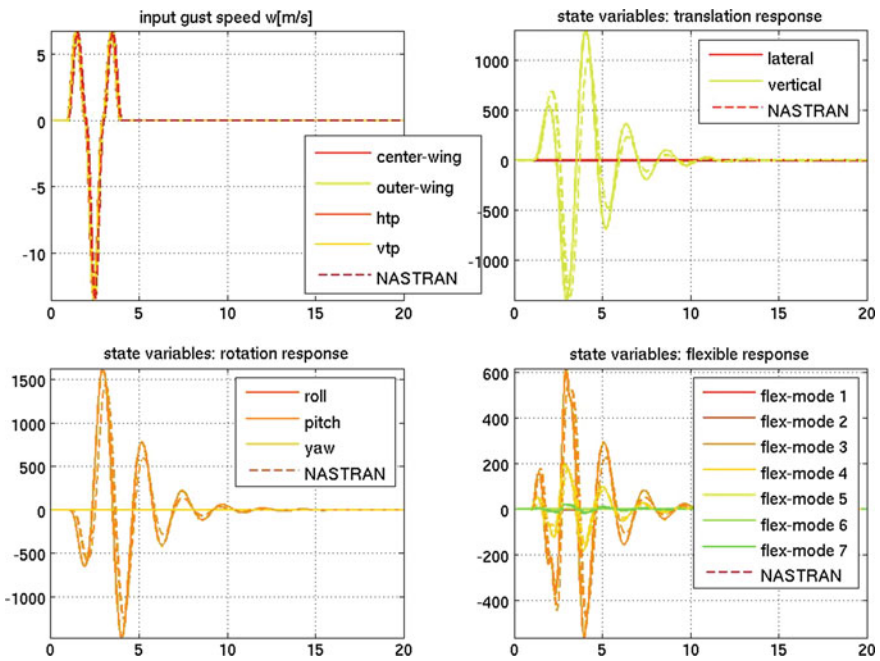 input gust speed w[m/s]
5
0
-5
-10
0
5
10
15
20
center-wing
outer-wing
htp
vtp
NASTRAN
state variables: translation response
1000
500
0
-500
-1000
0
5
10
15
20
lateral
vertical
NASTRAN
state variables: rotation response
1500
1000
500
0
-500
-1000
0
5
10
15
20
roll
pitch
yaw
NASTRAN
state variables: flexible response
600
400
200
0
-200
-400
0
5
10
15
20
flex-mode 1
flex-mode 2
flex-mode 3
flex-mode 4
flex-mode 5
flex-mode 6
flex-mode 7
NASTRAN